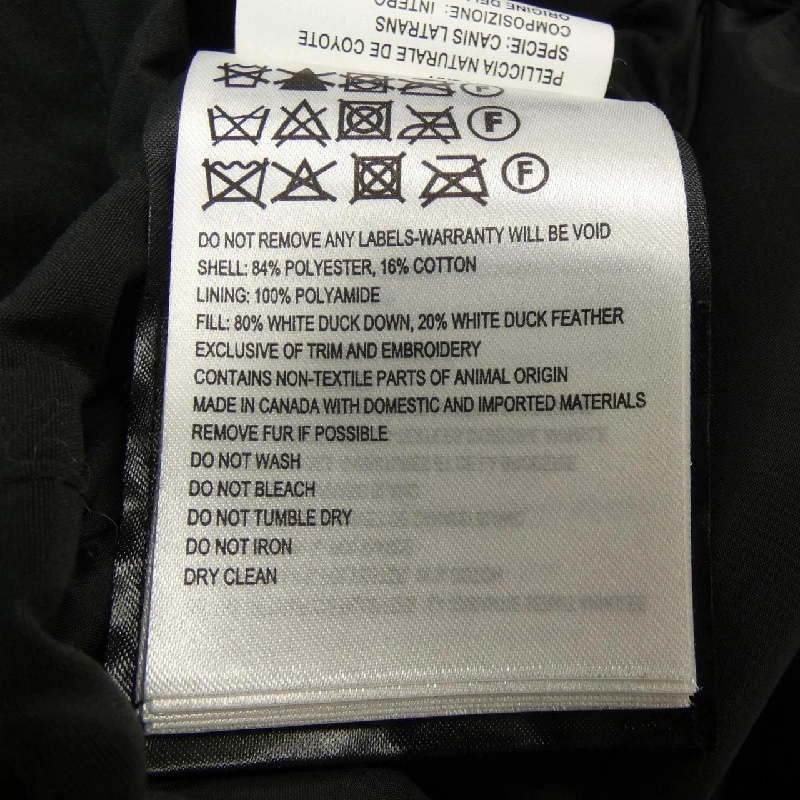 PELLICCIA NATURALE DE COYOTE
SPECIE: CANIS LATRANS
COMPOSIZIONE: INTERO
ORIGINE
F
F
F
DO NOT REMOVE ANY LABELS-WARRANTY WILL BE VOID
SHELL: 84% POLYESTER, 16% COTTON
LINING: 100% POLYAMIDE
FILL: 80% WHITE DUCK DOWN, 20% WHITE DUCK FEATHER
EXCLUSIVE OF TRIM AND EMBROIDERY
CONTAINS NON-TEXTILE PARTS OF ANIMAL ORIGIN
MADE IN CANADA WITH DOMESTIC AND IMPORTED MATERIALS
REMOVE FUR IF POSSIBLE
DO NOT WASH
DO NOT BLEACH
DO NOT TUMBLE DRY
DO NOT IRON
DRY CLEAN